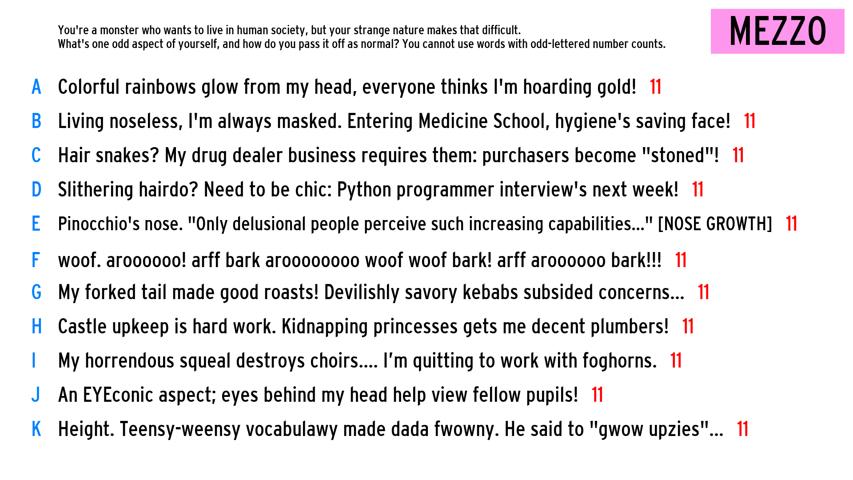 You're a monster who wants to live in human society, but your strange nature makes that difficult.
What's one odd aspect of yourself, and how do you pass it off as normal? You cannot use words with odd-lettered number counts.
MEZZO
A Colorful rainbows glow from my head, everyone thinks I'm hoarding gold! 11
B Living noseless, I'm always masked. Entering Medicine School, hygiene's saving face! 11
C Hair snakes? My drug dealer business requires them: purchasers become "stoned"! 11
D Slithering hairdo? Need to be chic: Python programmer interview's next week! 11
E Pinocchio's nose. "Only delusional people perceive such increasing capabilities..." [NOSE GROWTH] 11
F woof. aroooooo! arff bark aroooooooo woof woof bark! arff aroooooo bark!!! 11
G My forked tail made good roasts! Devilishly savory kebabs subsided concerns... 11
H Castle upkeep is hard work. Kidnapping princesses gets me decent plumbers! 11
I My horrendous squeal destroys choirs.... I'm quitting to work with foghorns. 11
J An EYEconic aspect; eyes behind my head help view fellow pupils! 11
K Height. Teensy-weensy vocabulawy made dada fwowny. He said to "gwow upzies"... 11